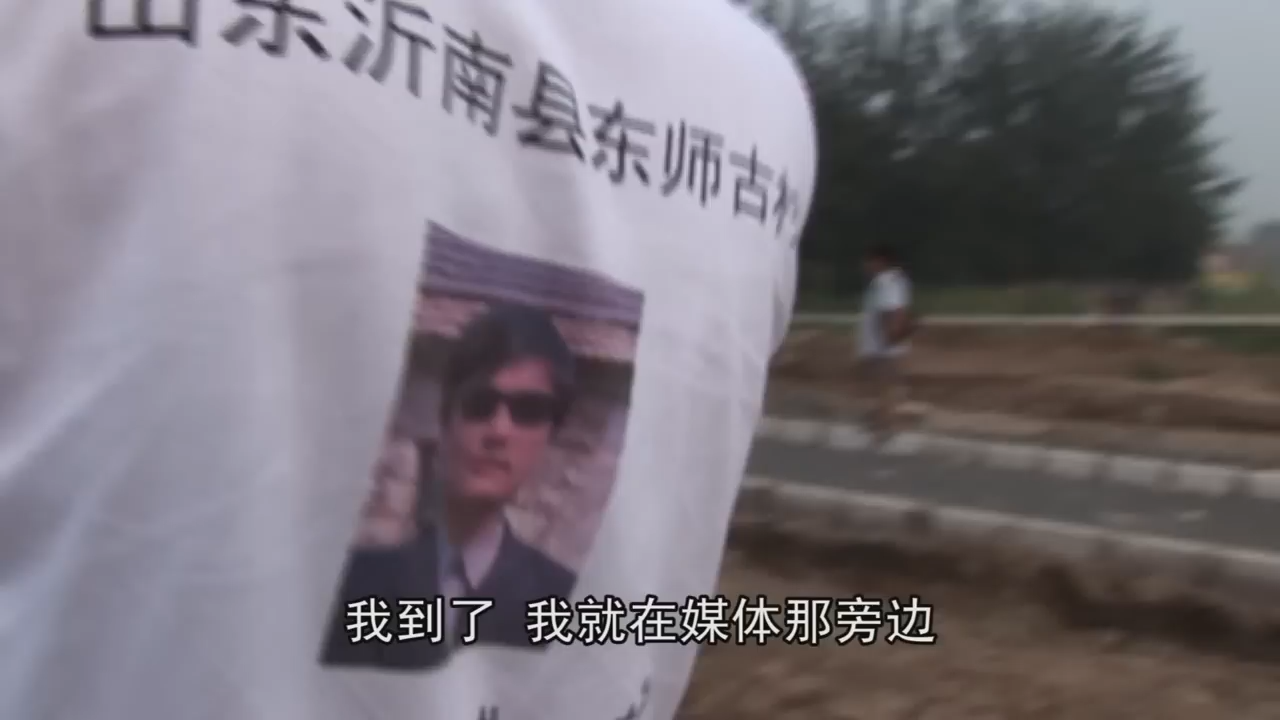 山东沂南县东师古村
我到了 我就在媒体那旁边